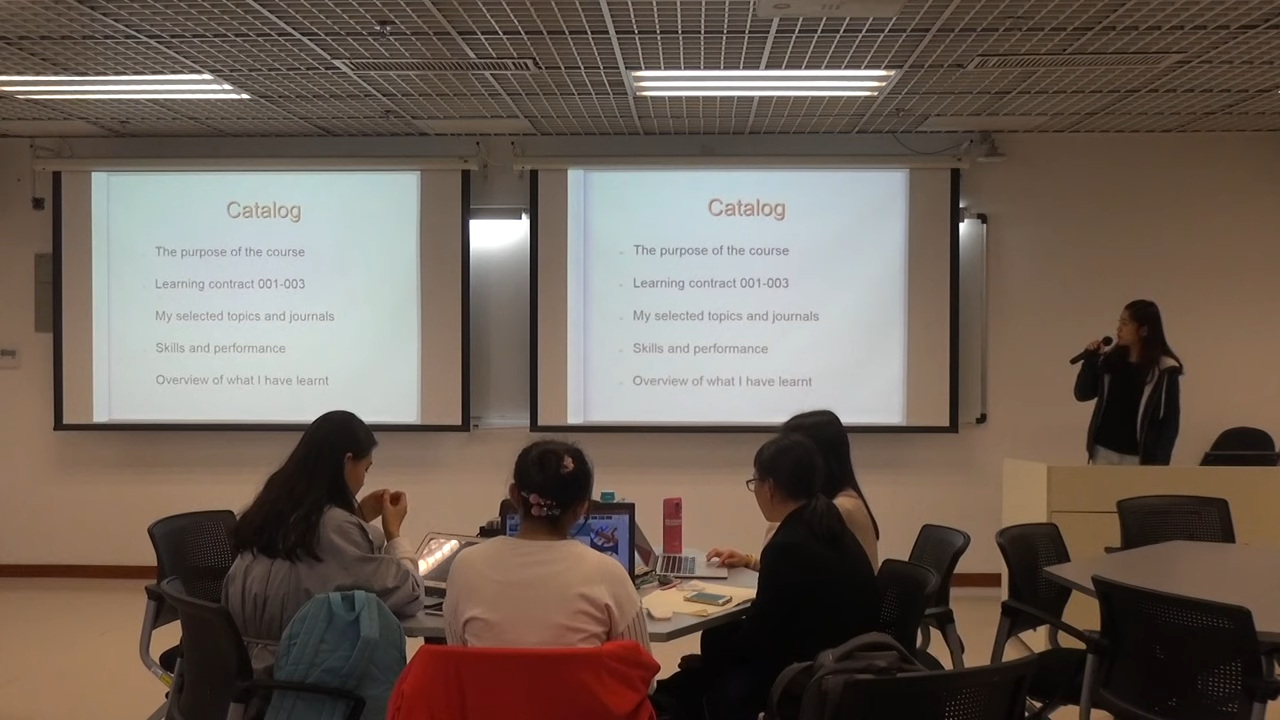 Catalog
The purpose of the course
Learning contract 001-003
My selected topics and journals
Skills and performance
Overview of what I have learnt
Catalog
The purpose of the course
Learning contract 001-003
My selected topics and journals
Skills and performance
Overview of what I have learnt